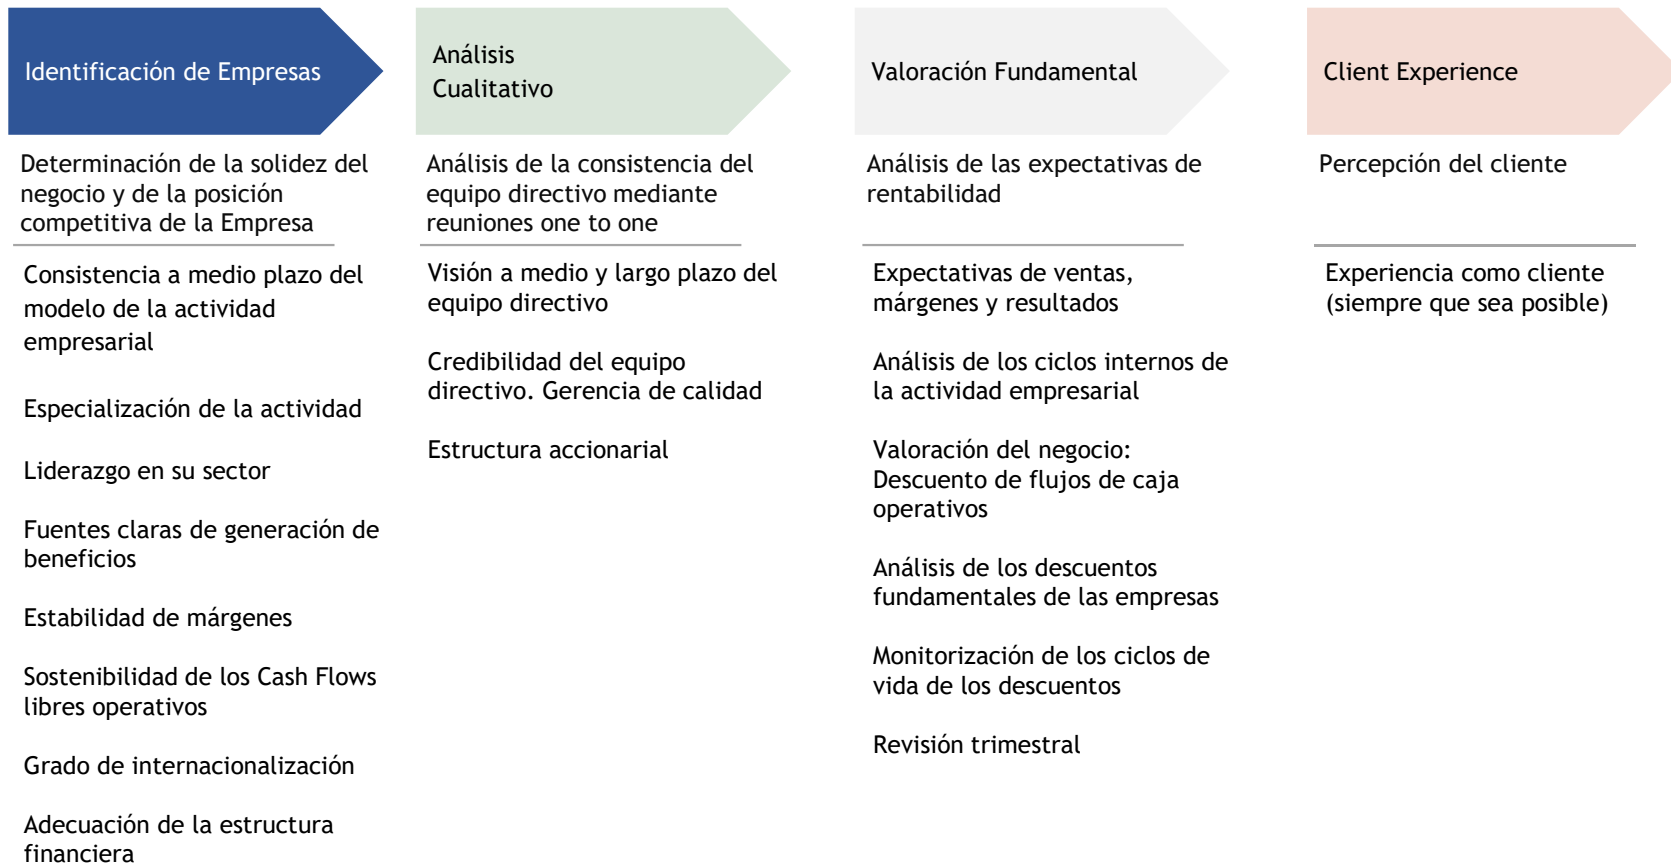 Identificación de Empresas
Determinación de la solidez del
negocio y de la posición
competitiva de la Empresa
Consistencia a medio plazo del
modelo de la actividad
empresarial
Especialización de la actividad
Liderazgo en su sector
Fuentes claras de generación de
beneficios
Estabilidad de márgenes
Sostenibilidad de los Cash Flows
libres operativos
Grado de internacionalización
Adecuación de la estructura
financiera
Análisis
Cualitativo
Análisis de la consistencia del
equipo directivo mediante
reuniones one to one
Visión a medio y largo plazo del
equipo directivo
Credibilidad del equipo
directivo. Gerencia de calidad
Estructura accionarial
Valoración Fundamental
Análisis de las expectativas de
rentabilidad
Expectativas de ventas,
márgenes y resultados
Análisis de los ciclos internos de
la actividad empresarial
Valoración del negocio:
Descuento de flujos de caja
operativos
Análisis de los descuentos
fundamentales de las empresas
Monitorización de los ciclos de
vida de los descuentos
Revisión trimestral
Client Experience
Percepción del cliente
Experiencia como cliente
(siempre que sea posible)